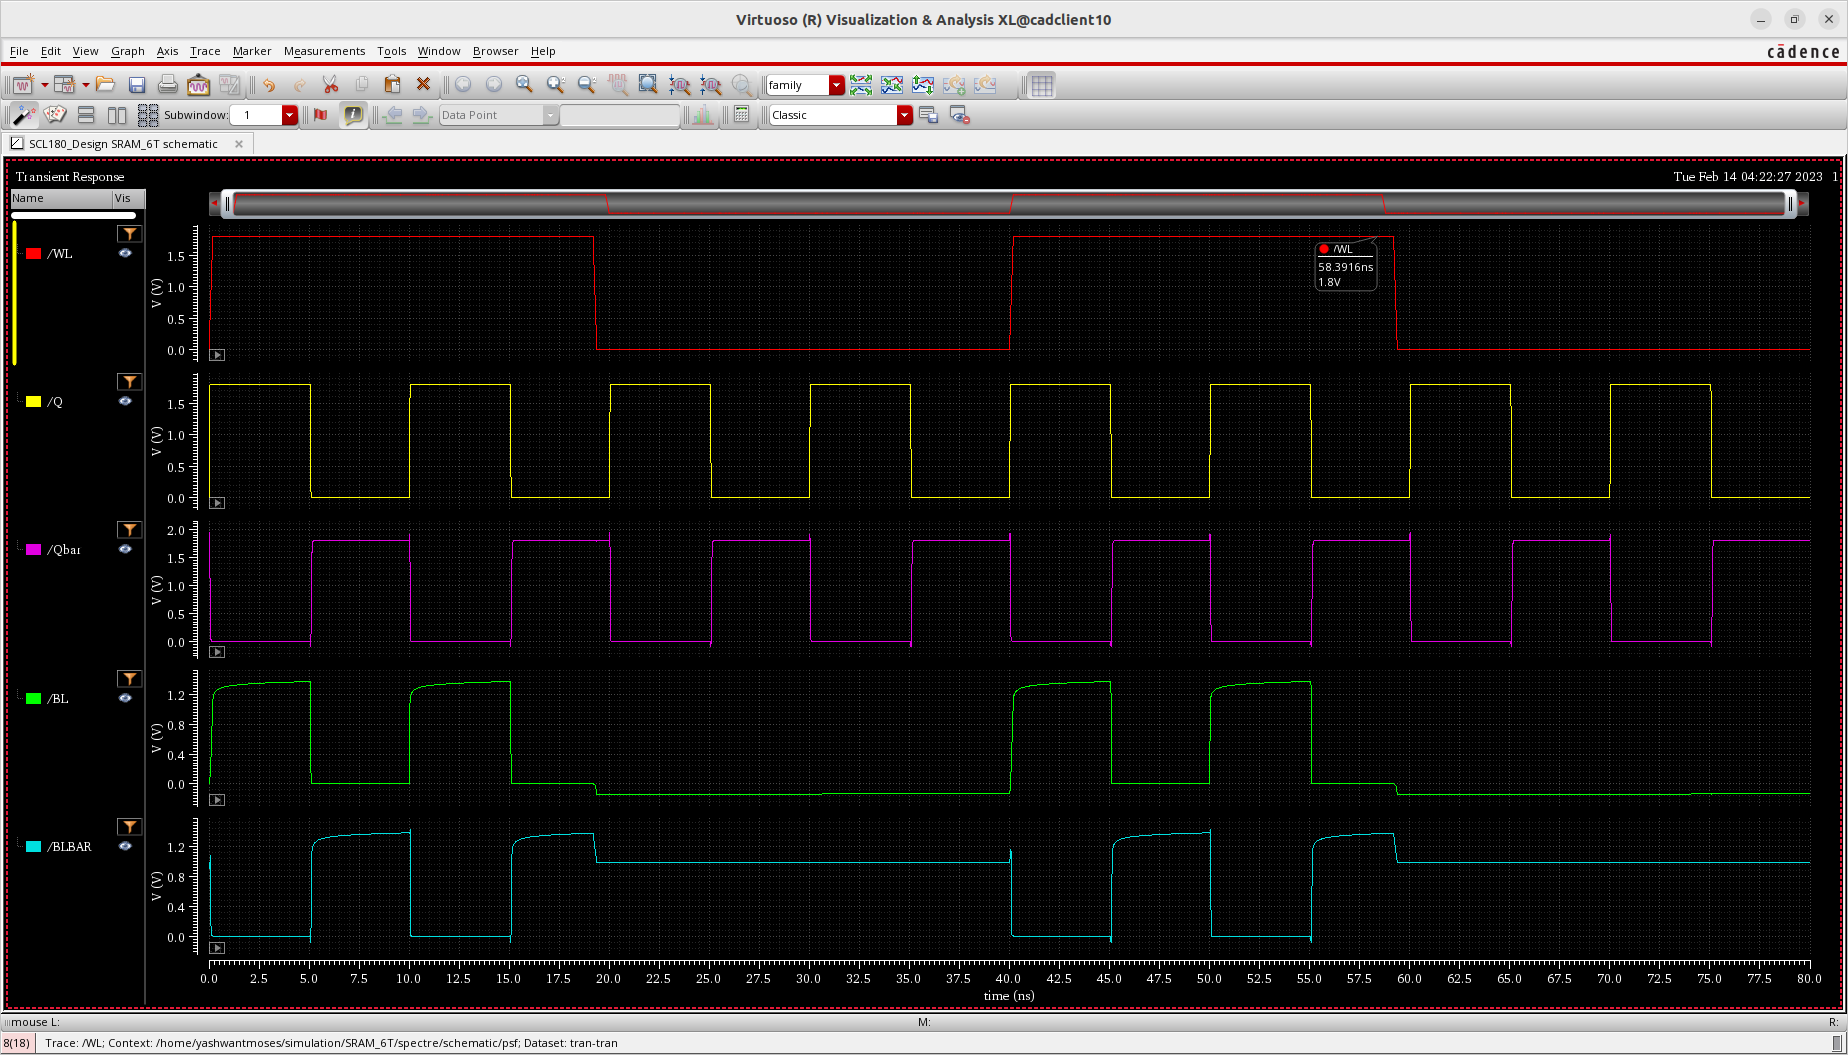 Virtuoso (R) Visualization & Analysis XL@cadclient10
File Edit View Graph Axis Trace Marker Measurements Tools Window Browser Help
cādence
family
Subwindow: 1
Data Point
Classic
SCL180_Design SRAM_6T schematic
Transient Response
Tue Feb 14 04:22:27 2023 1
Name Vis
/WL
V (V)
1.5
1.0
0.5
0.0
/WL
58.3916ns
1.8V
/Q
V (V)
1.5
1.0
0.5
0.0
/Qbar
V (V)
2.0
1.5
1.0
0.5
0.0
/BL
V (V)
1.2
0.8
0.4
0.0
/BLBAR
V (V)
1.2
0.8
0.4
0.0
0.0 2.5 5.0 7.5 10.0 12.5 15.0 17.5 20.0 22.5 25.0 27.5 30.0 32.5 35.0 37.5 40.0 42.5 45.0 47.5 50.0 52.5 55.0 57.5 60.0 62.5 65.0 67.5 70.0 72.5 75.0 77.5 80.0
time (ns)
mouse L: M: R:
8(18) Trace: /WL; Context: /home/yashwantmoses/simulation/SRAM_6T/spectre/schematic/psf; Dataset: tran-tran